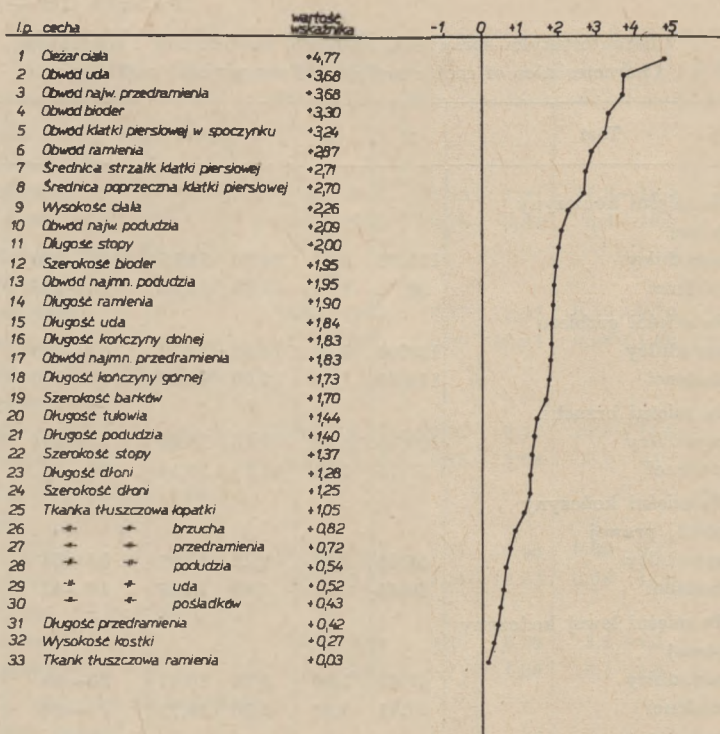 l.p. cecha wartość wskaźnika -1 0 +1 +2 +3 +4 +5
1 Ciężar ciała +4,77
2 Obwód uda +3,68
3 Obwód najw. przedramienia +3,68
4 Obwód bioder +3,30
5 Obwód klatki piersiowej w spoczynku +3,24
6 Obwód ramienia +2,87
7 Średnica strzałk klatki piersiowej +2,71
8 Średnica poprzeczna klatki piersiowej +2,70
9 Wysokość ciała +2,26
10 Obwód najw. podudzia +2,09
11 Długość stopy +2,00
12 Szerokość bioder +1,95
13 Obwód najmn. podudzia +1,95
14 Długość ramienia +1,90
15 Długość uda +1,84
16 Długość kończyny dolnej +1,83
17 Obwód najmn. przedramienia +1,83
18 Długość kończyny górnej +1,73
19 Szerokość barków +1,70
20 Długość tułowia +1,44
21 Długość podudzia +1,40
22 Szerokość stopy +1,37
23 Długość dłoni +1,28
24 Szerokość dłoni +1,25
25 Tkanka tłuszczowa łopatki +1,05
26 -"- -"- brzucha +0,82
27 -"- -"- przedramienia +0,72
28 -"- -"- podudzia +0,54
29 -"- -"- uda +0,52
30 -"- -"- pośladków +0,43
31 Długość przedramienia +0,42
32 Wysokość kostki +0,27
33 Tkank tłuszczowa ramienia +0,03